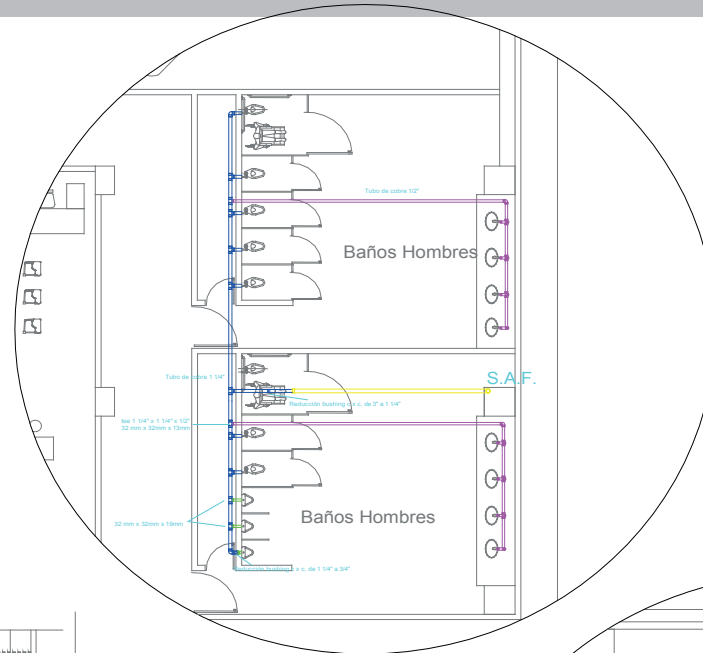 Tubo de cobre 1/2"
Baños Hombres
S.A.F.
Tubo de cobre 1 1/4"
Reducción bushing c x c. de 3" a 1 1/4"
tee 1 1/4" x 1 1/4" x 1/2"
32 mm x 32mm x 13mm
Baños Hombres
32 mm x 32mm x 19mm
Reducción bushing c x c. de 1 1/4" a 3/4"